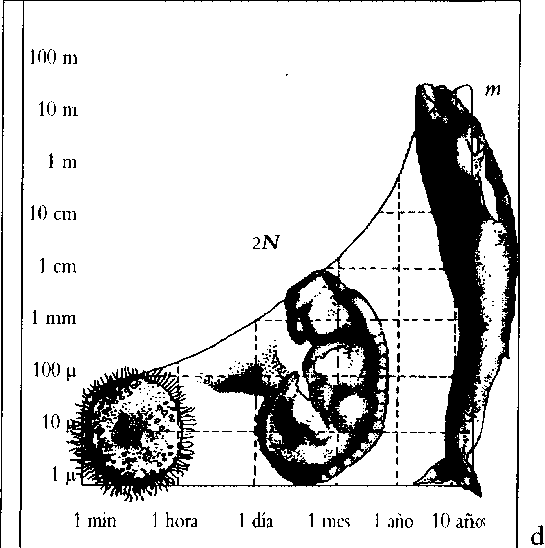 100 m
m
10 m
1 m
10 cm
2N
1 cm
1 mm
100 µ
10 µ
1 µ
1 min 1 hora 1 día 1 mes 1 año 10 años
d